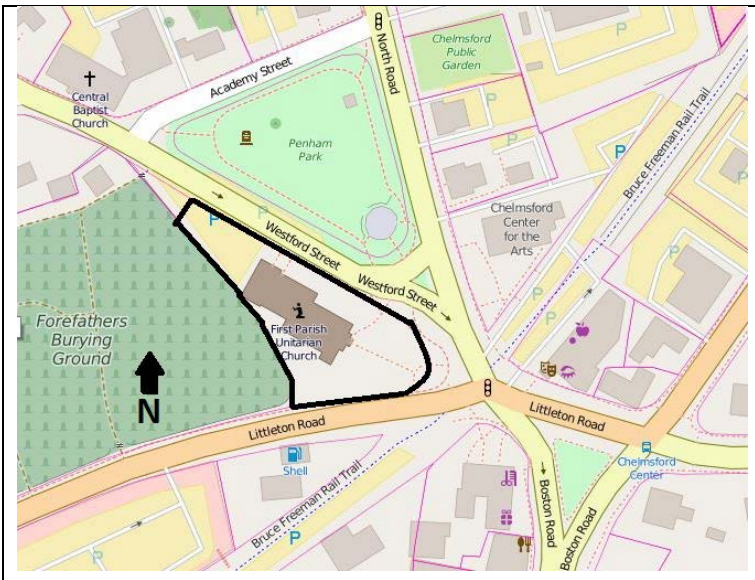 Central
Baptist
Church
Academy Street
North Road
Chelmsford
Public
Garden
P
P
Penham
Park
P
Bruce Freeman Rail Trail
P
P
P
Westford Street
Westford Street
Chelmsford
Center
for the
Arts
P
First Parish
Unitarian
Church
Forefathers
Burying
Ground
N
Littleton Road
Littleton Road
Shell
Chelmsford
Center
Bruce Freeman Rail Trail
P
P
Boston Road
Boston Road